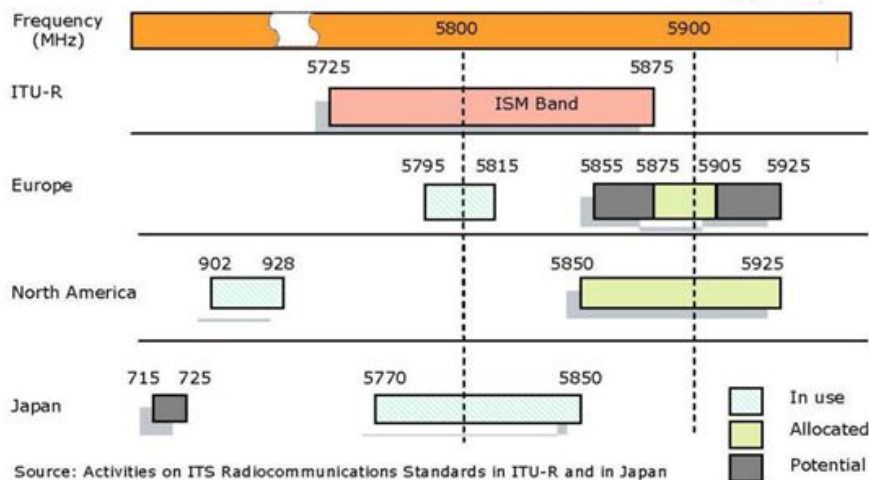 Frequency
(MHz)
5800
5900
ITU-R
5725
5875
ISM Band
Europe
5795
5815
5855
5875
5905
5925
North America
902
928
5850
5925
Japan
715
725
5770
5850
In use
Allocated
Potential
Source: Activities on ITS Radiocommunications Standards in ITU-R and in Japan